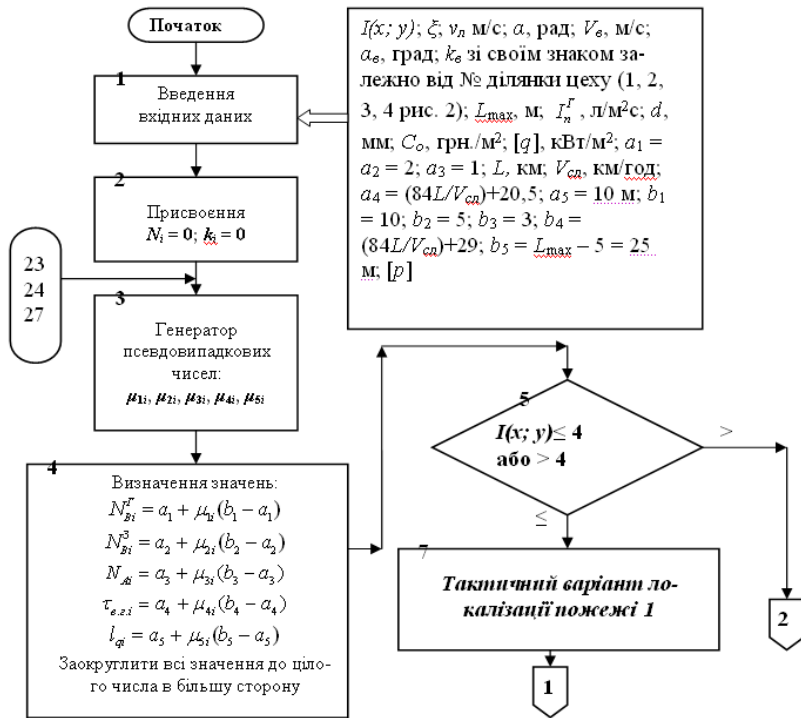 Початок
1
Введення
вхідних даних
I(x; y); ξ; vл м/с; α, рад; Vв, м/с;
αв, град; kв зі своїм знаком за-
лежно від № ділянки цеху (1, 2,
3, 4 рис. 2); Lmax, м; IпГ, л/м²с; d,
мм; Cо, грн./м²; [q], кВт/м²; a1 =
a2 = 2; a3 = 1; L, км; Vсл, км/год;
a4 = (84L/Vсл)+20,5; a5 = 10 м; b1
= 10; b2 = 5; b3 = 3; b4 =
(84L/Vсл)+29; b5 = Lmax – 5 = 25
м; [p]
2
Присвоєння
Ni = 0; ki = 0
23
24
27
3
Генератор
псевдовипадкових
чисел:
μ1i, μ2i, μ3i, μ4i, μ5i
4
Визначення значень:
NBiГ = a1 + μ1i(b1 − a1)
NBiЗ = a2 + μ2i(b2 − a2)
NAi = a3 + μ3i(b3 − a3)
τв.г.i = a4 + μ4i(b4 − a4)
lqi = a5 + μ5i(b5 − a5)
Заокруглити всі значення до ціло-
го числа в більшу сторону
5
I(x; y)≤ 4
або > 4
>
≤
7
Тактичний варіант ло-
калізації пожежі 1
2
1